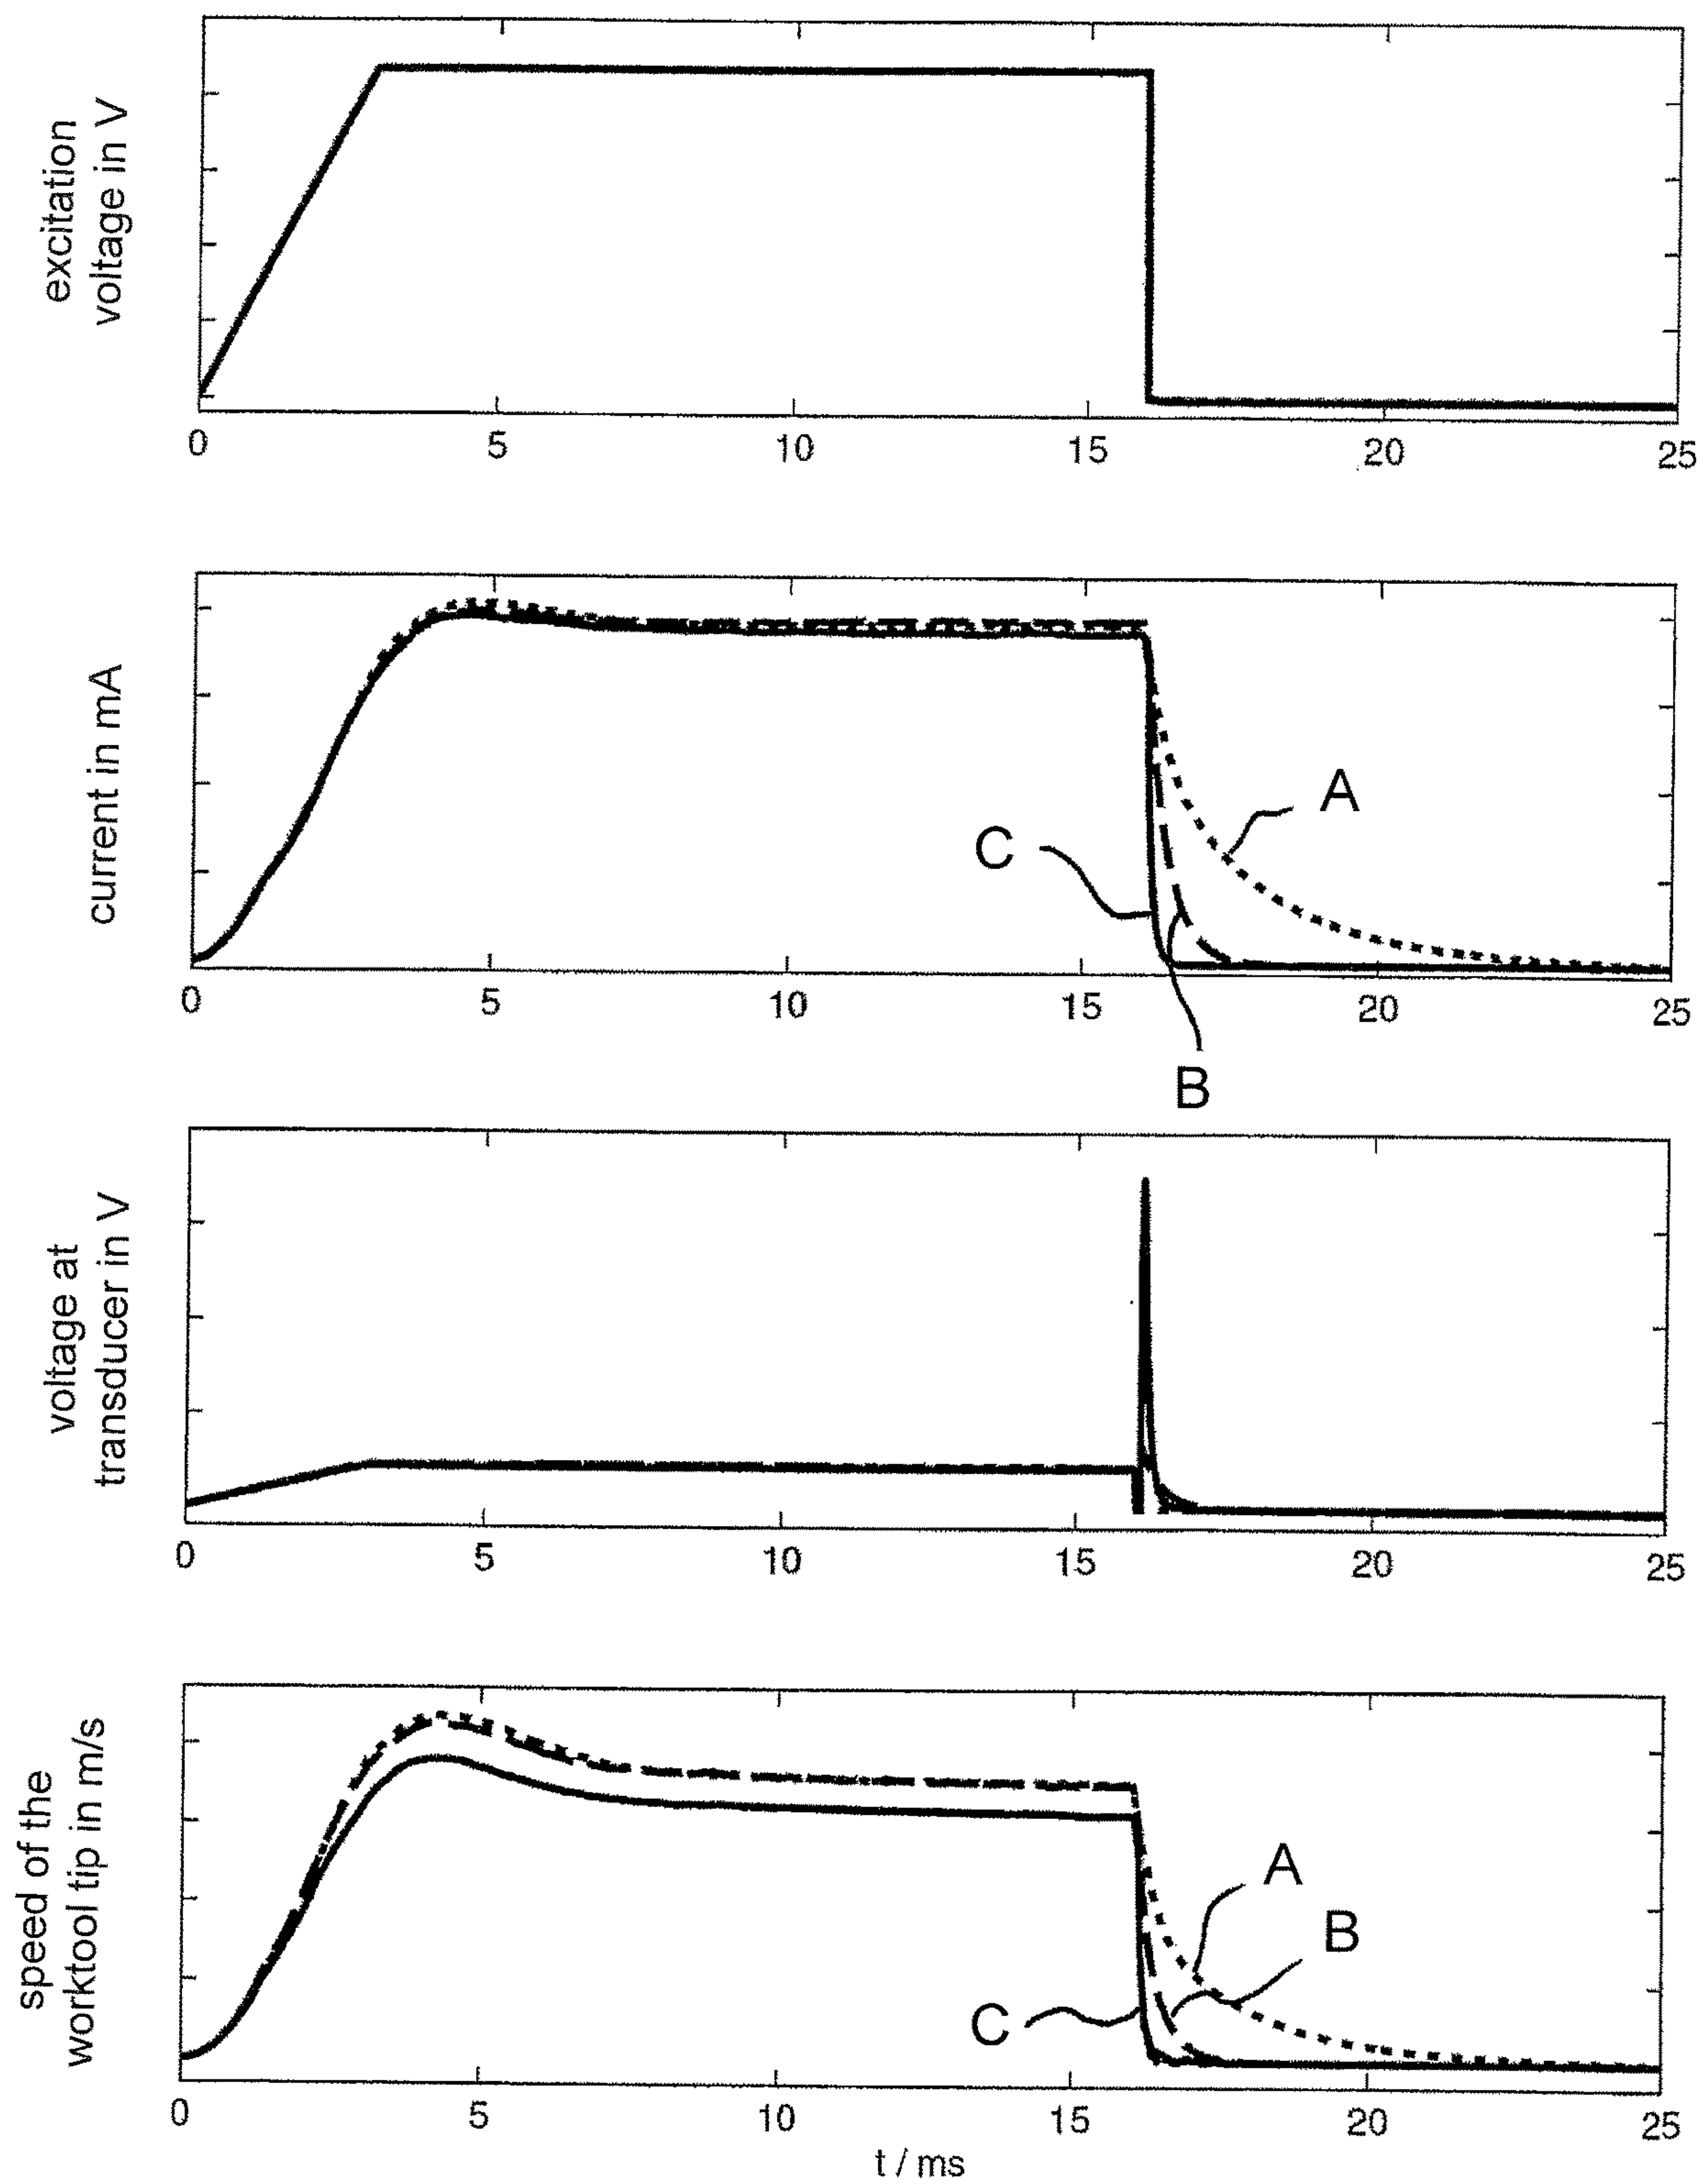 excitation
voltage in V
0 5 10 15 20 25
current in mA
A
C
0 5 10 15 20 25
B
voltage at
transducer in V
0 5 10 15 20 25
speed of the
worktool tip in m/s
A
B
C
0 5 10 15 20 25
t / ms